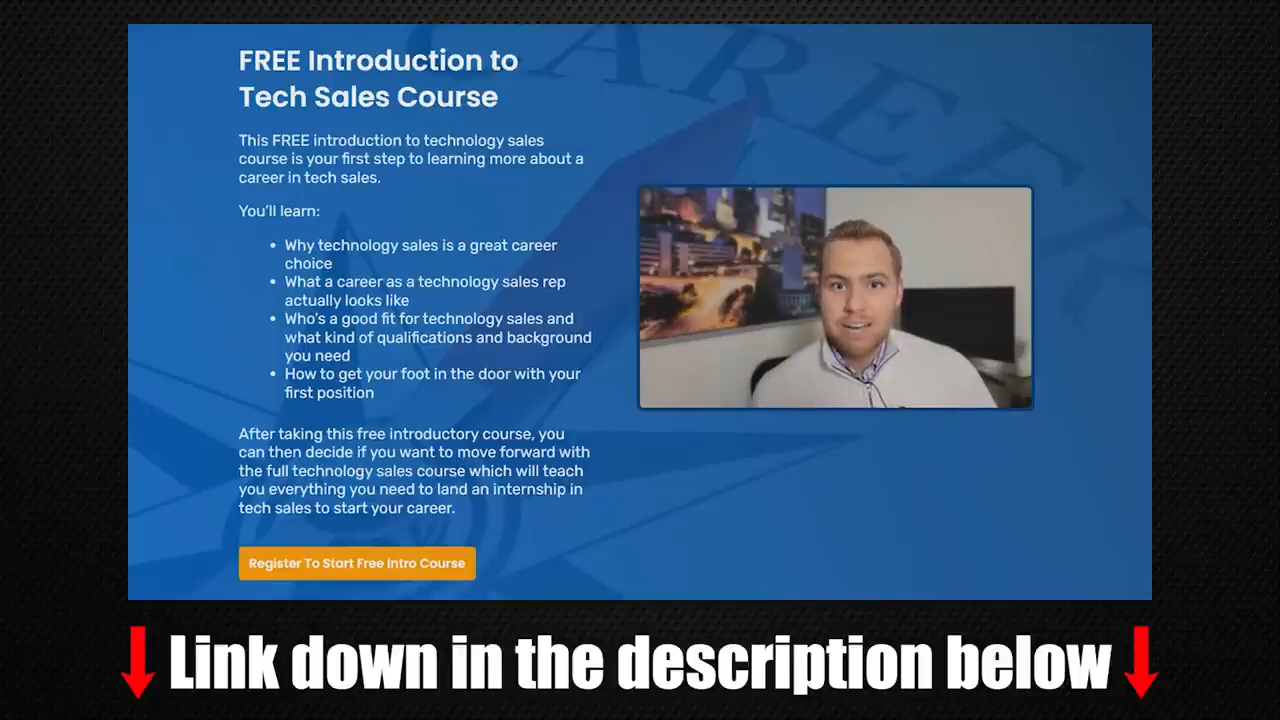 CAREER
FREE Introduction to
Tech Sales Course
This FREE introduction to technology sales
course is your first step to learning more about a
career in tech sales.
You'll learn:
• Why technology sales is a great career
choice
• What a career as a technology sales rep
actually looks like
• Who's a good fit for technology sales and
what kind of qualifications and background
you need
• How to get your foot in the door with your
first position
After taking this free introductory course, you
can then decide if you want to move forward with
the full technology sales course which will teach
you everything you need to land an internship in
tech sales to start your career.
Register To Start Free Intro Course
Link down in the description below